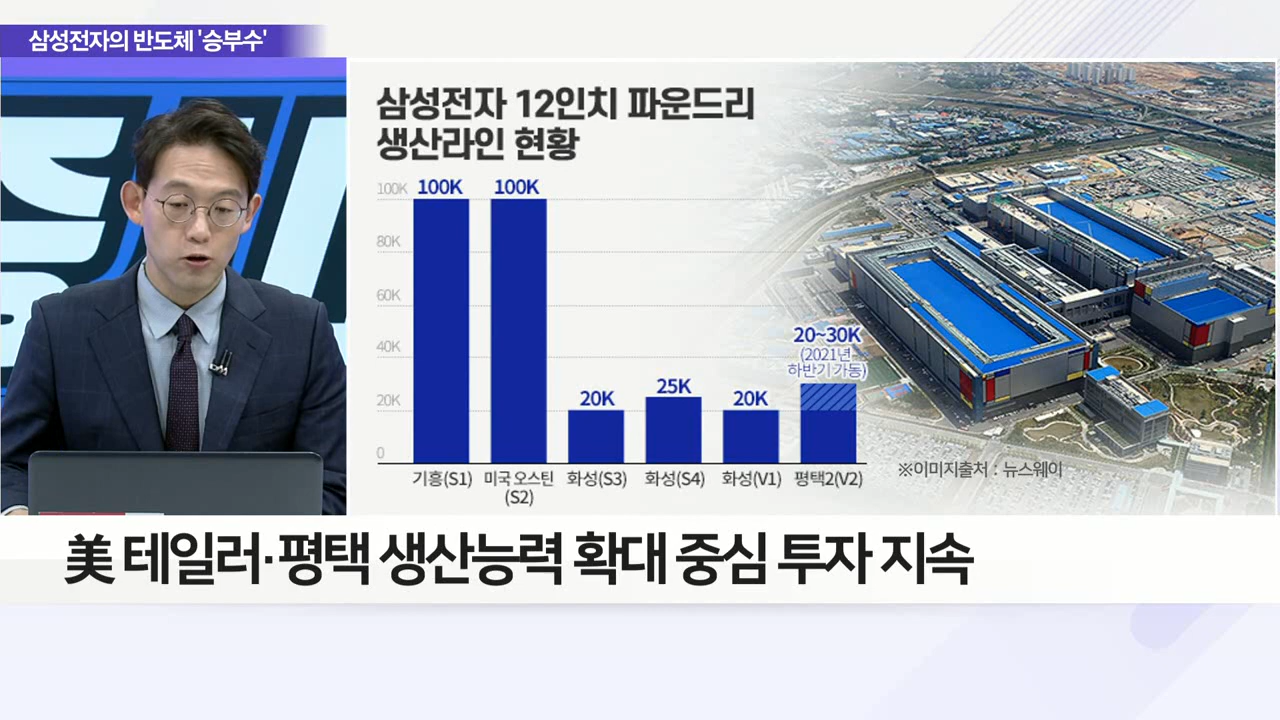 삼성전자의 반도체 '승부수'
삼성전자 12인치 파운드리
생산라인 현황
100K
80K
60K
40K
20K
0
100K
100K
20K
25K
20K
20~30K
(2021년
하반기 가동)
기흥(S1)
미국 오스틴
(S2)
화성(S3)
화성(S4)
화성(V1)
평택2(V2)
※이미지출처 : 뉴스웨이
美 테일러·평택 생산능력 확대 중심 투자 지속